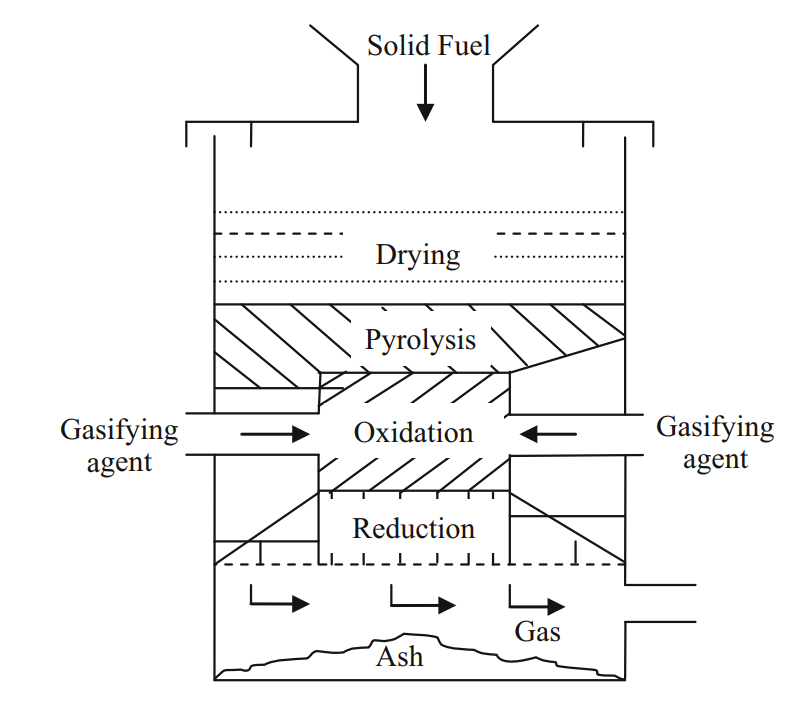 Solid Fuel
Drying
Pyrolysis
Gasifying
agent
Oxidation
Gasifying
agent
Reduction
Gas
Ash